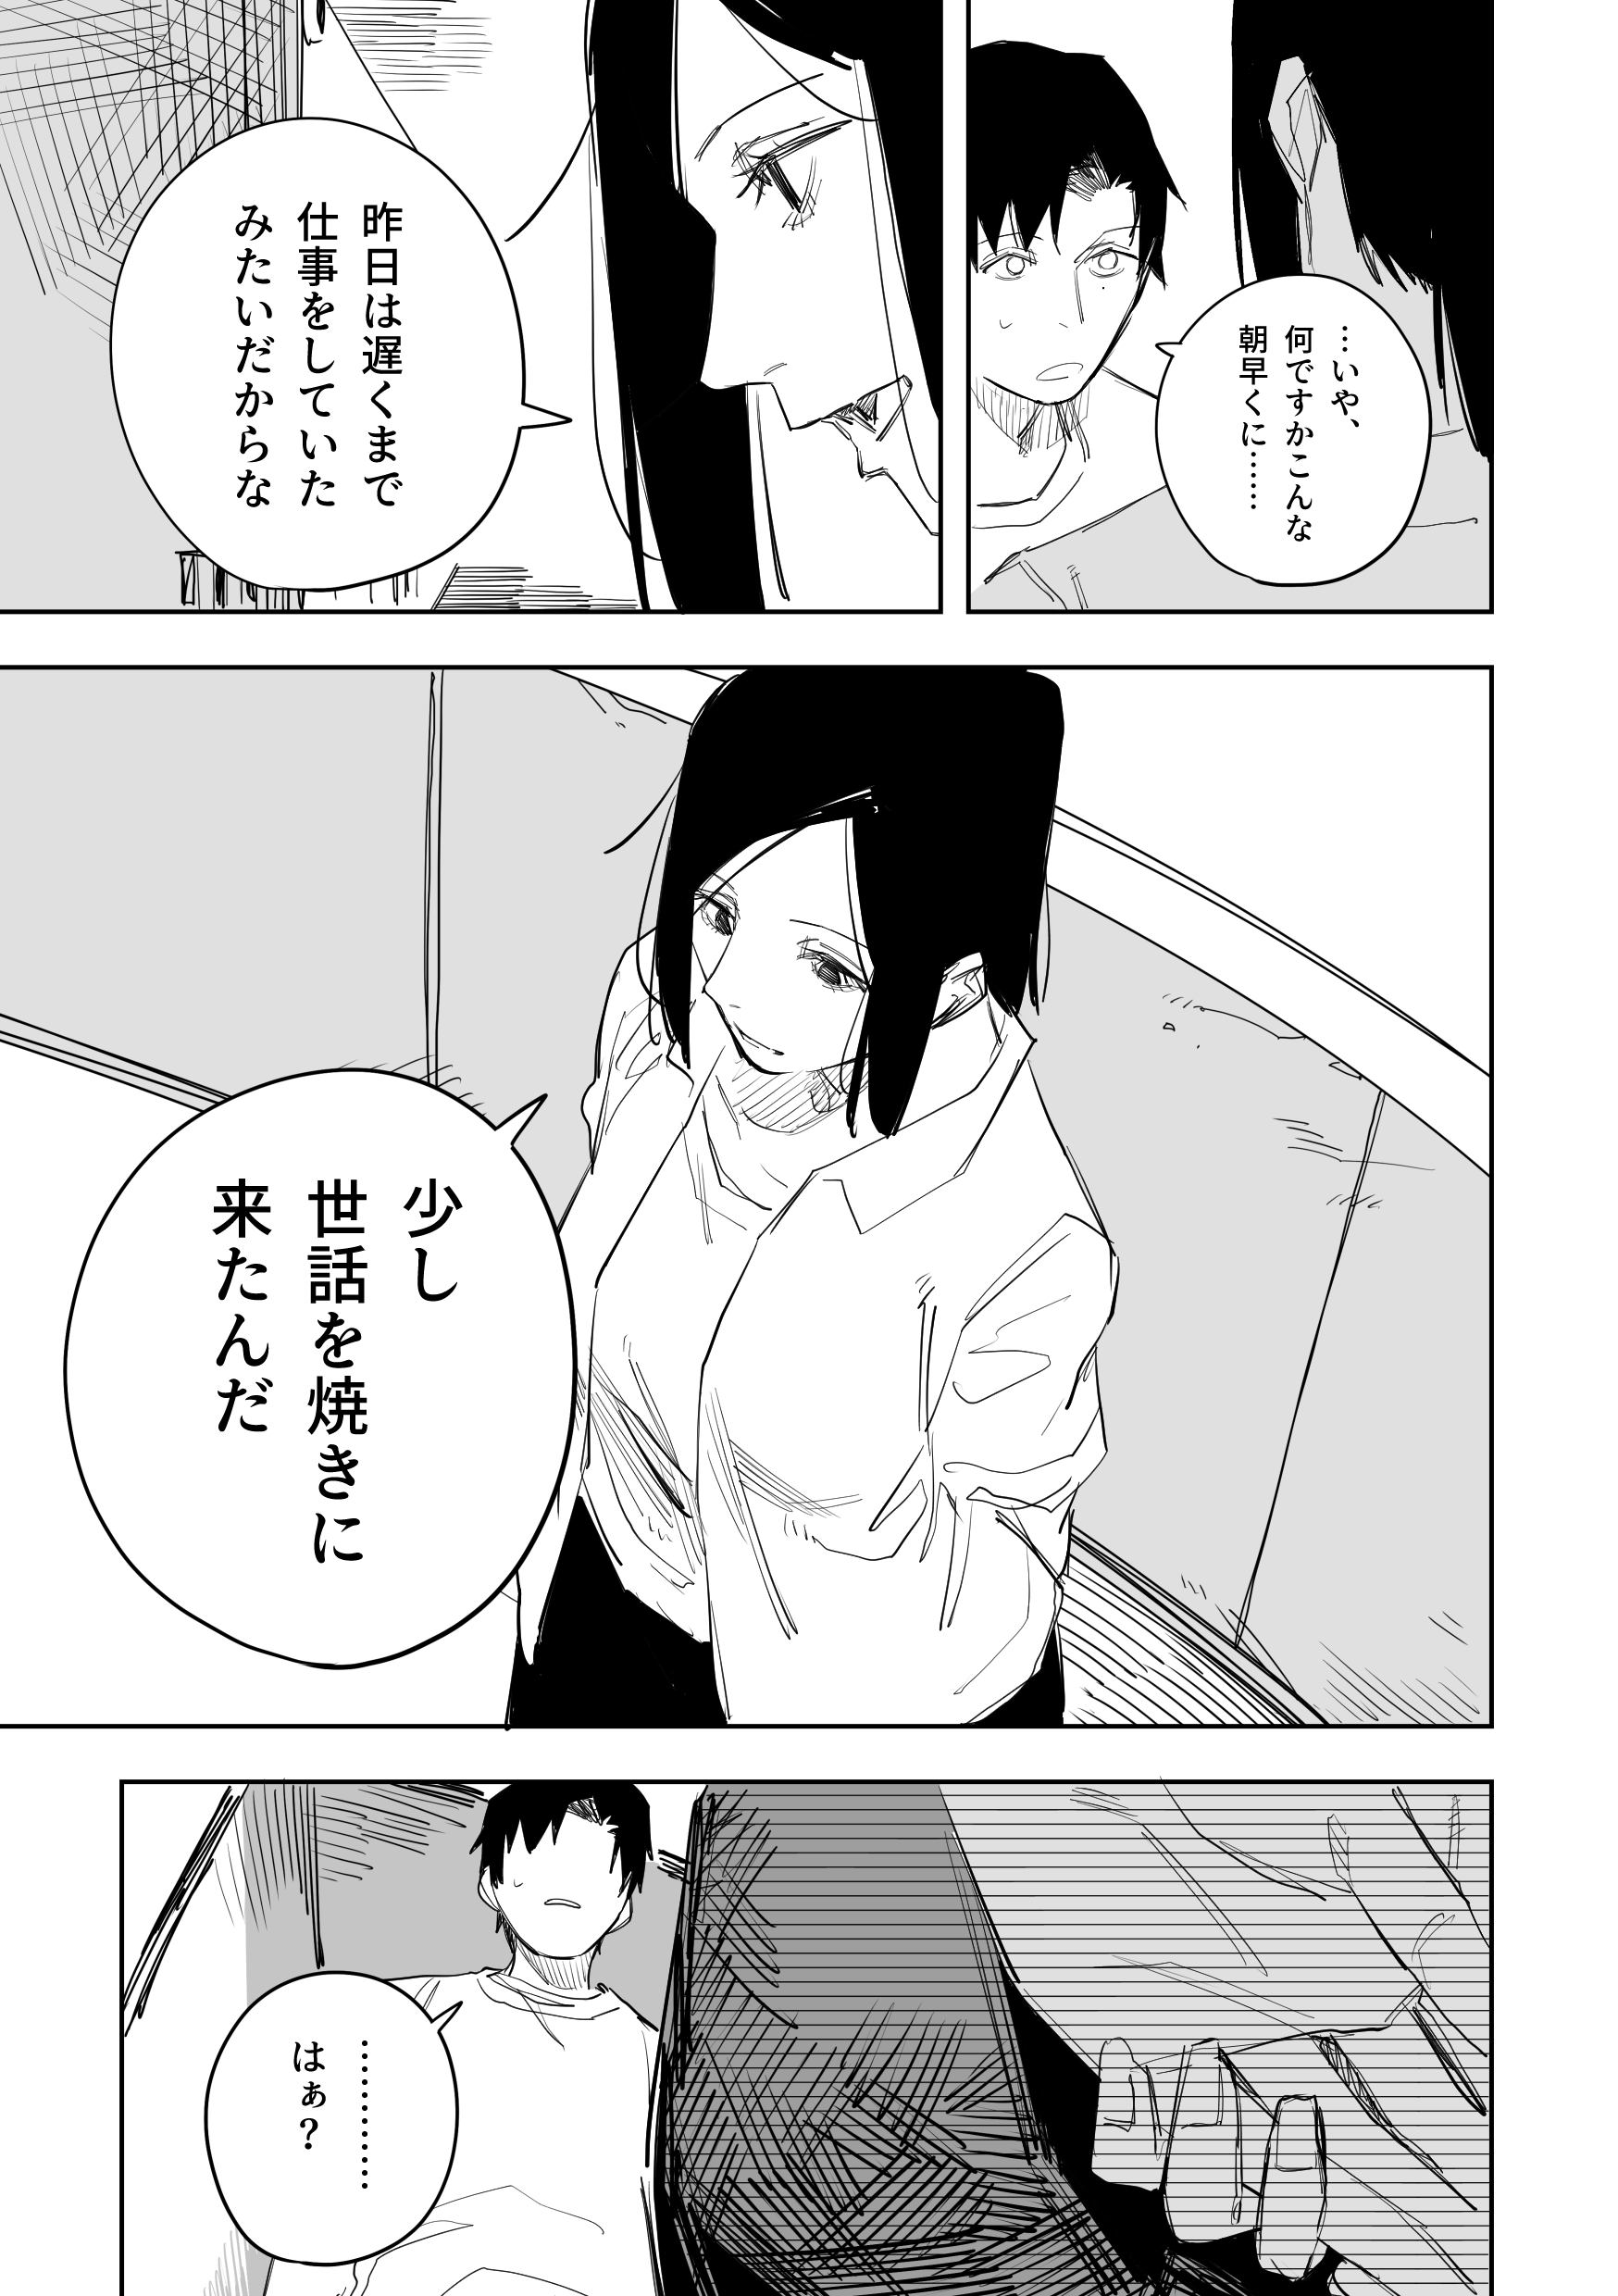 …いや、
何ですかこんな
朝早くに……
昨日は遅くまで
仕事をしていた
みたいだからな
少し
世話を焼きに
来たんだ
…………
はぁ？